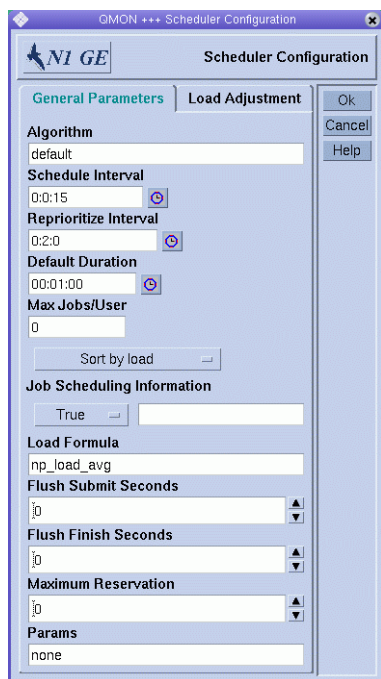 QMON +++ Scheduler Configuration
N1 GE
Scheduler Configuration
General Parameters
Load Adjustment
Ok
Cancel
Help
Algorithm
default
Schedule Interval
0:0:15
Reprioritize Interval
0:2:0
Default Duration
00:01:00
Max Jobs/User
0
Sort by load
Job Scheduling Information
True
Load Formula
np_load_avg
Flush Submit Seconds
0
Flush Finish Seconds
0
Maximum Reservation
0
Params
none